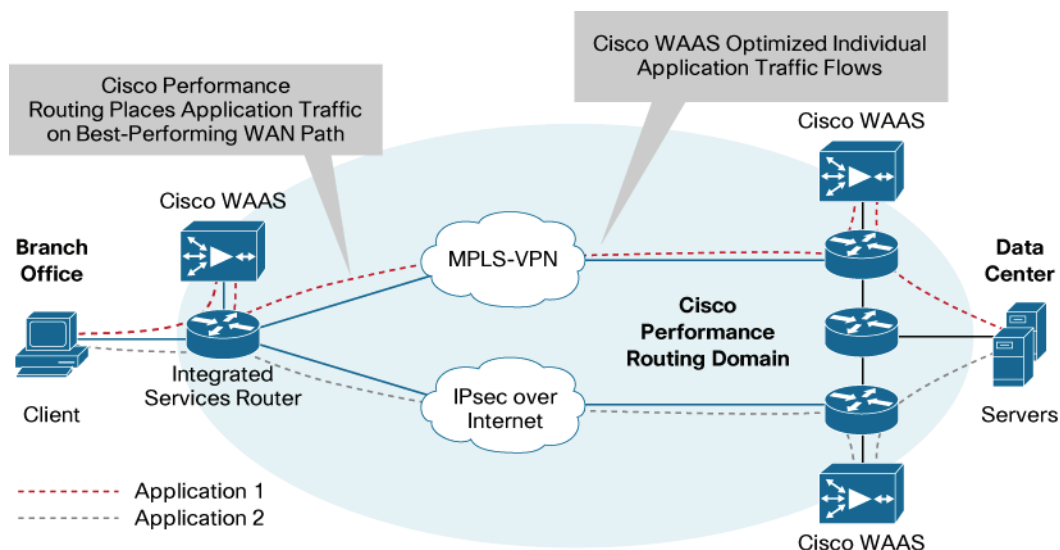 Cisco Performance
Routing Places Application Traffic
on Best-Performing WAN Path
Cisco WAAS Optimized Individual
Application Traffic Flows
Cisco WAAS
Cisco WAAS
Branch
Office
MPLS-VPN
Data
Center
Cisco
Performance
Routing Domain
Integrated
Services Router
Client
IPsec over
Internet
Servers
Application 1
Application 2
Cisco WAAS